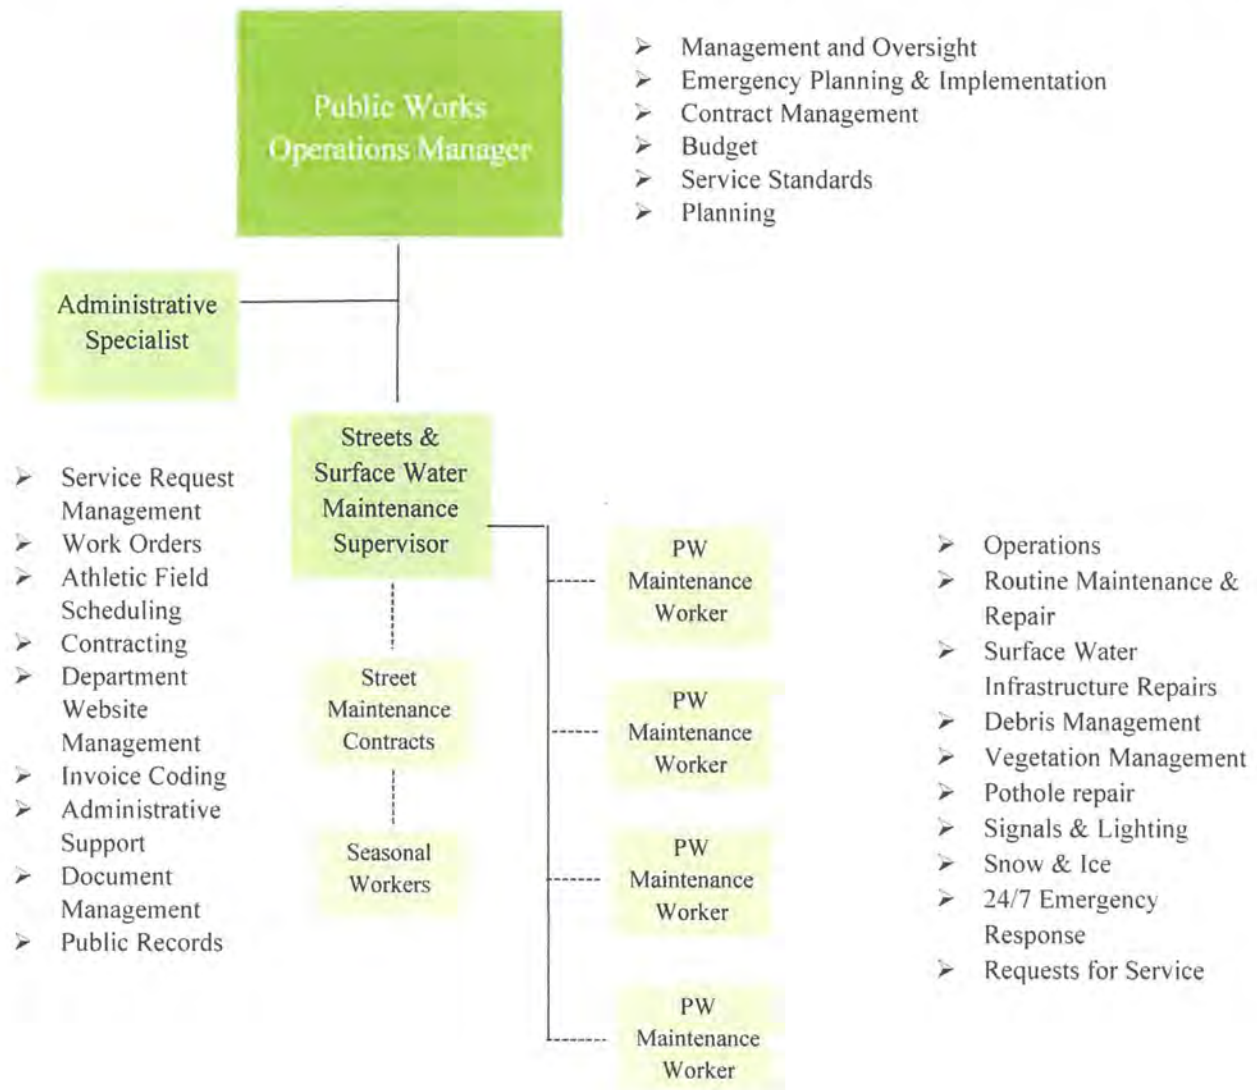 Public Works
Operations Manager
➢ Management and Oversight
➢ Emergency Planning & Implementation
➢ Contract Management
➢ Budget
➢ Service Standards
➢ Planning
Administrative
Specialist
➢ Service Request
Management
➢ Work Orders
➢ Athletic Field
Scheduling
➢ Contracting
➢ Department
Website
Management
➢ Invoice Coding
➢ Administrative
Support
➢ Document
Management
➢ Public Records
Streets &
Surface Water
Maintenance
Supervisor
Street
Maintenance
Contracts
Seasonal
Workers
PW
Maintenance
Worker
PW
Maintenance
Worker
PW
Maintenance
Worker
PW
Maintenance
Worker
➢ Operations
➢ Routine Maintenance &
Repair
➢ Surface Water
Infrastructure Repairs
➢ Debris Management
➢ Vegetation Management
➢ Pothole repair
➢ Signals & Lighting
➢ Snow & Ice
➢ 24/7 Emergency
Response
➢ Requests for Service